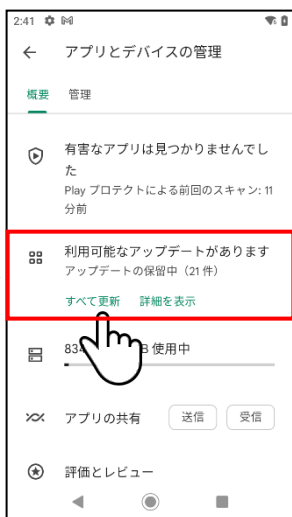 2:41
アプリとデバイスの管理
概要 管理
有害なアプリは見つかりませんでし
た
Play プロテクトによる前回のスキャン: 11
分前
利用可能なアップデートがあります
アップデートの保留中（21 件）
すべて更新 詳細を表示
834 B 使用中
アプリの共有 送信 受信
評価とレビュー